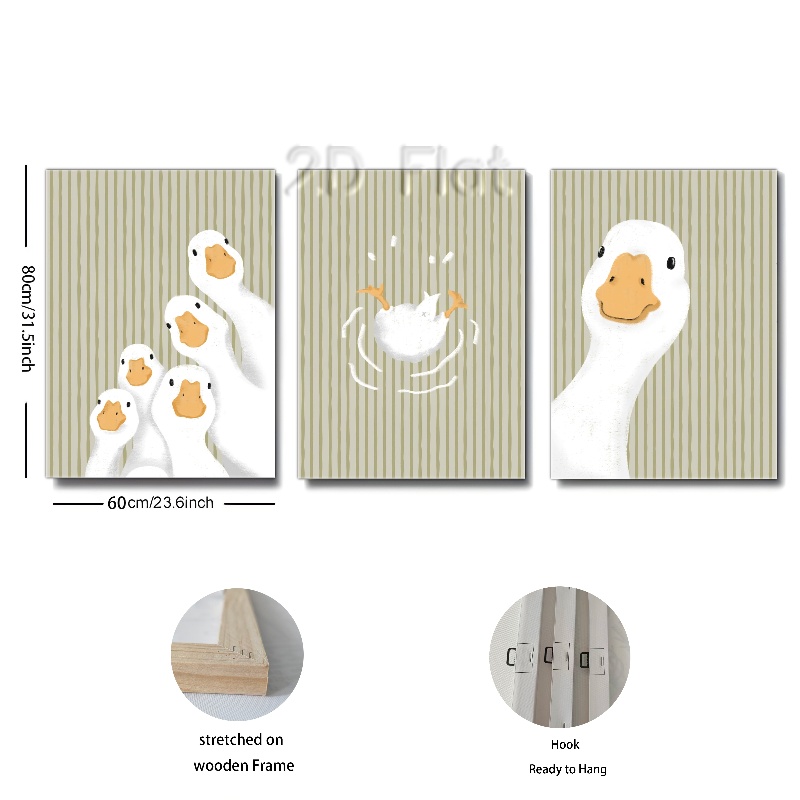 2D Flat
80cm/31.5inch
60cm/23.6inch
stretched on
wooden Frame
Hook
Ready to Hang